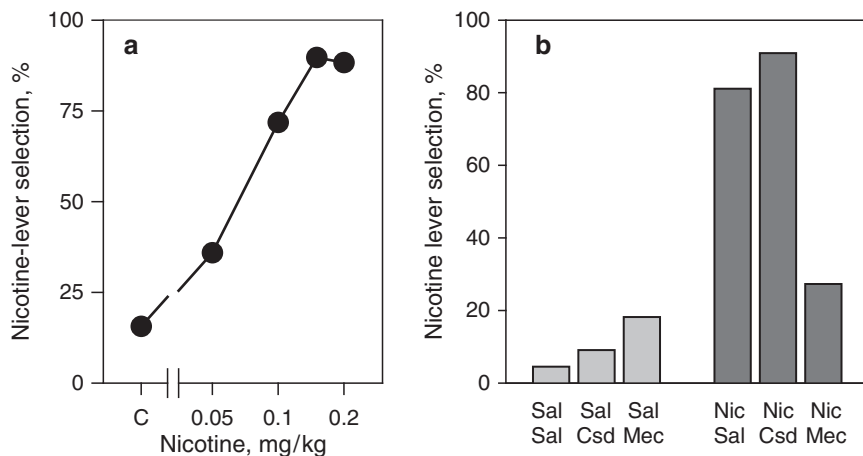 a
Nicotine-lever selection, %
100
75
50
25
0
C
0.05
0.1
0.2
Nicotine, mg/kg
b
Nicotine lever selection, %
100
80
60
40
20
0
Sal Sal Sal
Sal Csd Mec
Nic Nic Nic
Sal Csd Mec